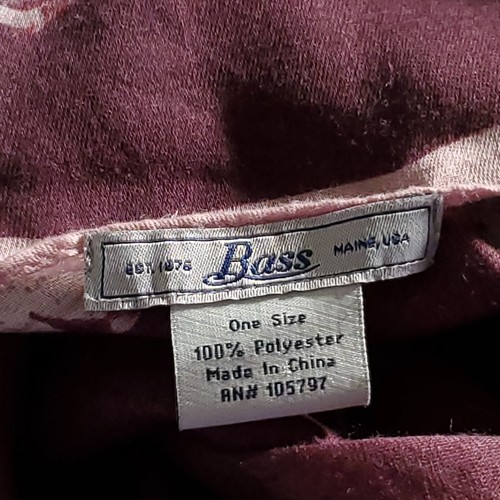 EST. 1876 Bass MAINE, USA
One Size
100% Polyester
Made In China
RN# 105797